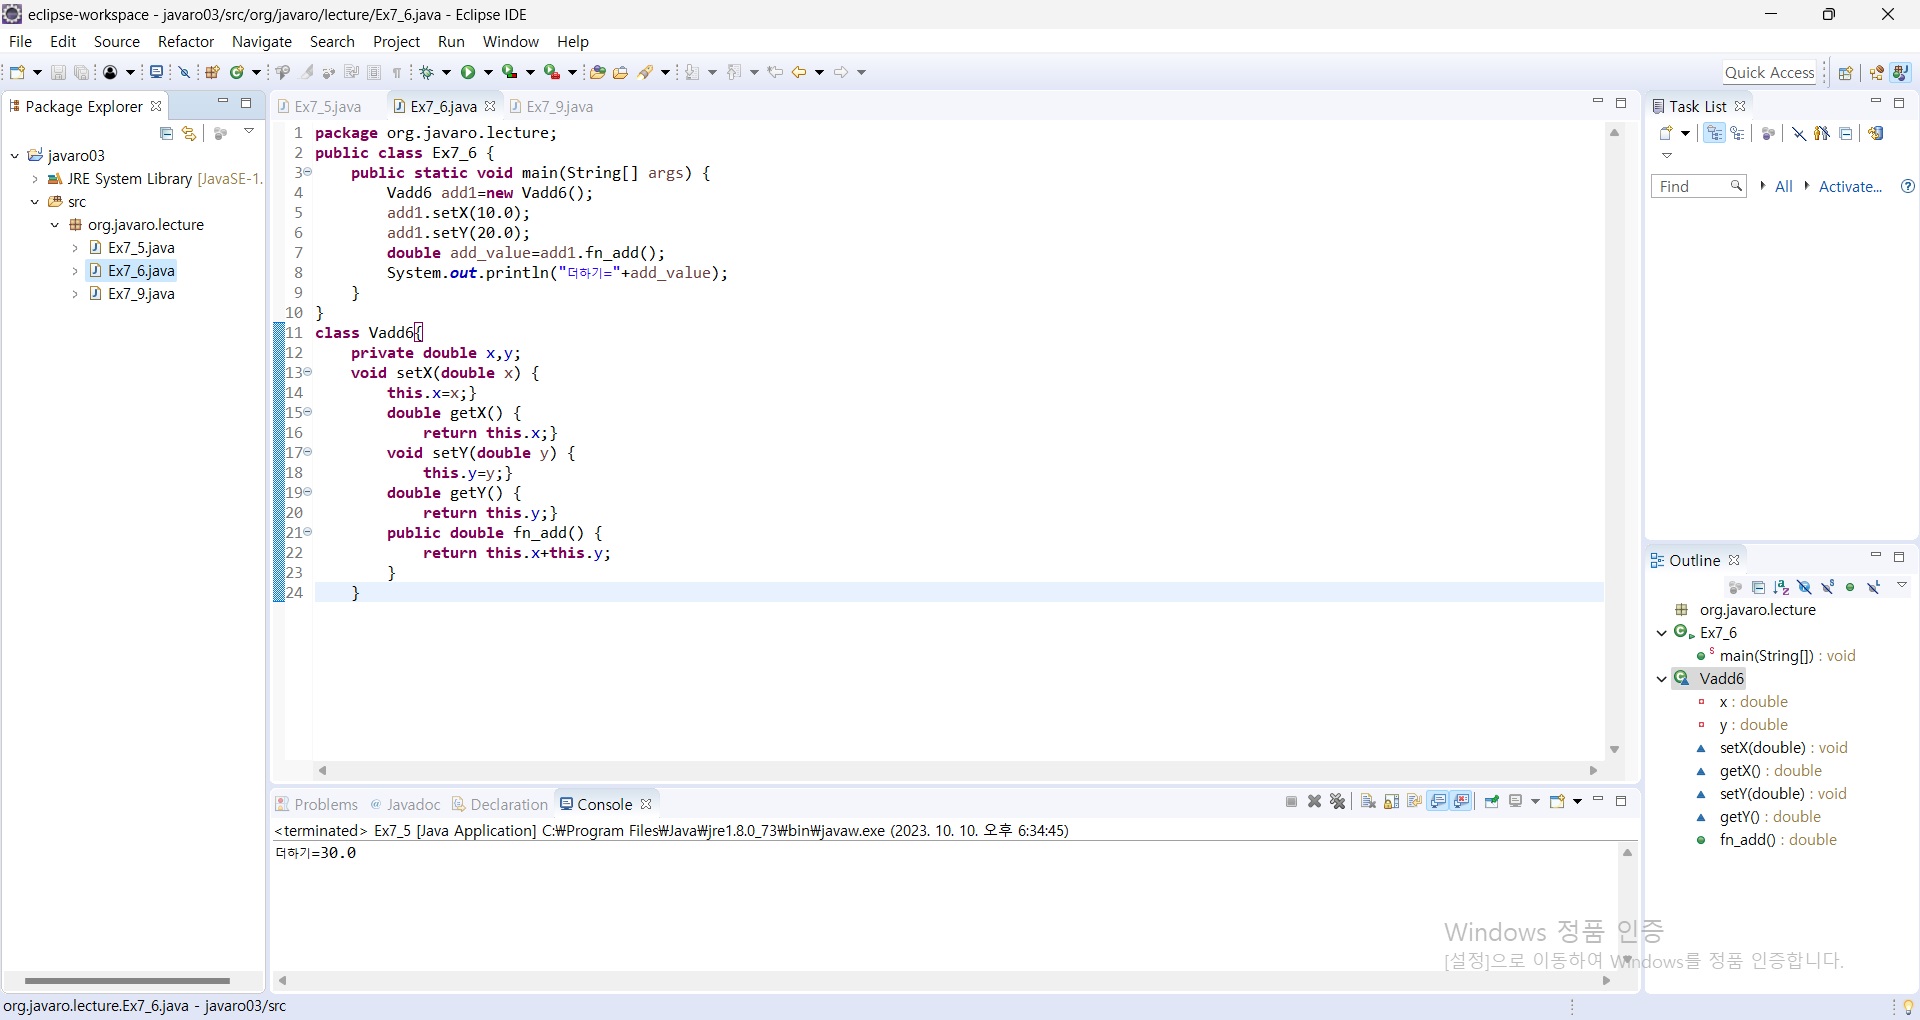 eclipse-workspace - javaro03/src/org/javaro/lecture/Ex7_6.java - Eclipse IDE
File Edit Source Refactor Navigate Search Project Run Window Help
Quick Access
Package Explorer
javaro03
JRE System Library [JavaSE-1.
src
org.javaro.lecture
Ex7_5.java
Ex7_6.java
Ex7_9.java
Ex7_5.java Ex7_6.java Ex7_9.java
1 package org.javaro.lecture;
2 public class Ex7_6 {
3 public static void main(String[] args) {
4 Vadd6 add1=new Vadd6();
5 add1.setX(10.0);
6 add1.setY(20.0);
7 double add_value=add1.fn_add();
8 System.out.println("더하기="+add_value);
9 }
10 }
11 class Vadd6{
12 private double x,y;
13 void setX(double x) {
14 this.x=x;}
15 double getX() {
16 return this.x;}
17 void setY(double y) {
18 this.y=y;}
19 double getY() {
20 return this.y;}
21 public double fn_add() {
22 return this.x+this.y;
23 }
24 }
Task List
Find All Activate...
Outline
org.javaro.lecture
Ex7_6
main(String[]) : void
Vadd6
x : double
y : double
setX(double) : void
getX() : double
setY(double) : void
getY() : double
fn_add() : double
Problems Javadoc Declaration Console
<terminated> Ex7_5 [Java Application] C:₩Program Files₩Java₩jre1.8.0_73₩bin₩javaw.exe (2023. 10. 10. 오후 6:34:45)
더하기=30.0
Windows 정품 인증
[설정]으로 이동하여 Windows를 정품 인증합니다.
org.javaro.lecture.Ex7_6.java - javaro03/src